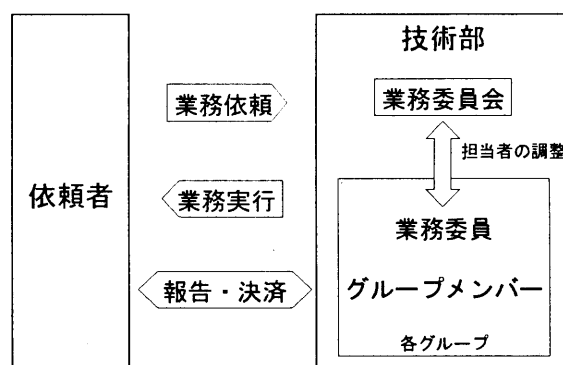 技術部
業務依頼
業務委員会
担当者の調整
依頼者
業務実行
業務委員
報告・決済
グループメンバー
各グループ